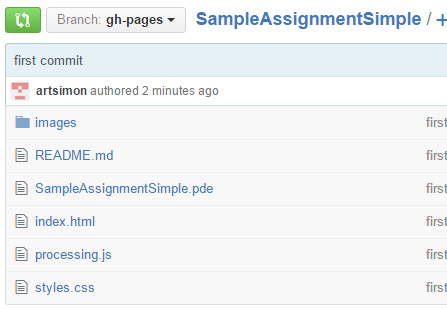 Branch: gh-pages SampleAssignmentSimple / +
first commit
artsimon authored 2 minutes ago
images first
README.md first
SampleAssignmentSimple.pde first
index.html first
processing.js first
styles.css first